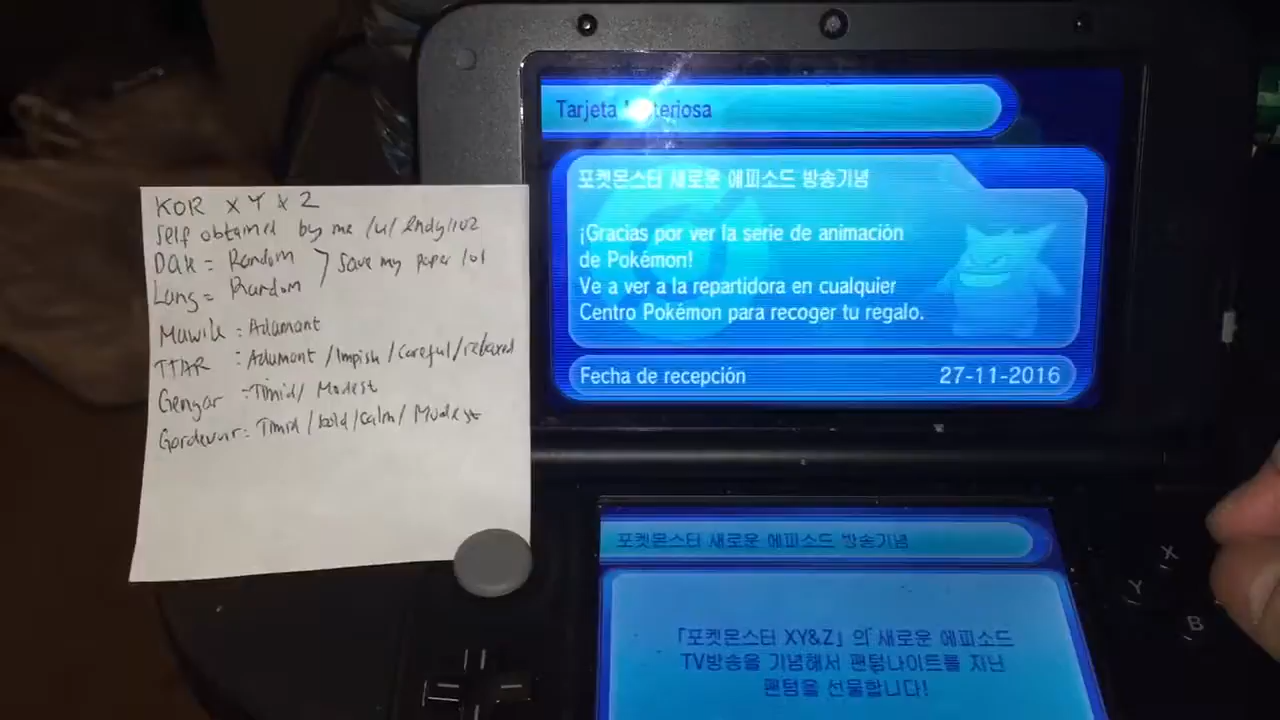 KOR XY & Z
Self obtained by me /u/
Day = Random
Lang = Random
} Save my paper lol
Mawile : Adamant
TTAR : Adamant / Impish / Careful / relaxed
Gengar : Timid / Modest
Gardevoir : Timid / bold / calm / Modest
Tarjeta
포켓몬스터 새로운 에피소드 방송기념
¡Gracias por ver la serie de animación
de Pokémon!
Ve a ver a la repartidora en cualquier
Centro Pokémon para recoger tu regalo.
Fecha de recepción 27-11-2016
포켓몬스터 새로운 에피소드 방송기념
「포켓몬스터 XY&Z」의 새로운 에피소드
TV방송을 기념해서 팬텀나이트를 지닌
팬텀을 선물합니다!
X
Y
B